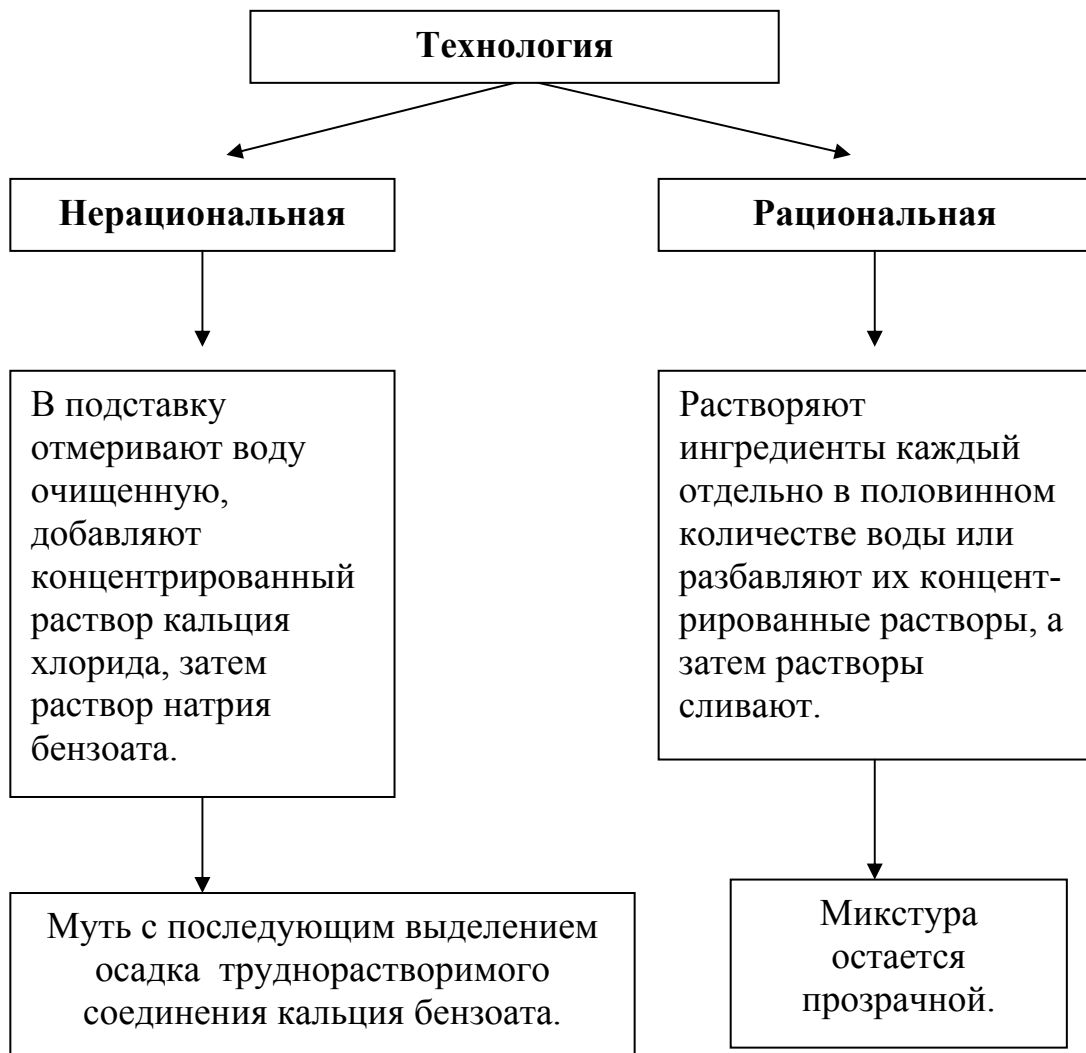 Технология
Нерациональная
Рациональная
В подставку
отмеривают воду
очищенную,
добавляют
концентрированный
раствор кальция
хлорида, затем
раствор натрия
бензоата.
Растворяют
ингредиенты каждый
отдельно в половинном
количестве воды или
разбавляют их концент-
рированные растворы, а
затем растворы
сливают.
Муть с последующим выделением
осадка труднорастворимого
соединения кальция бензоата.
Микстура
остается
прозрачной.